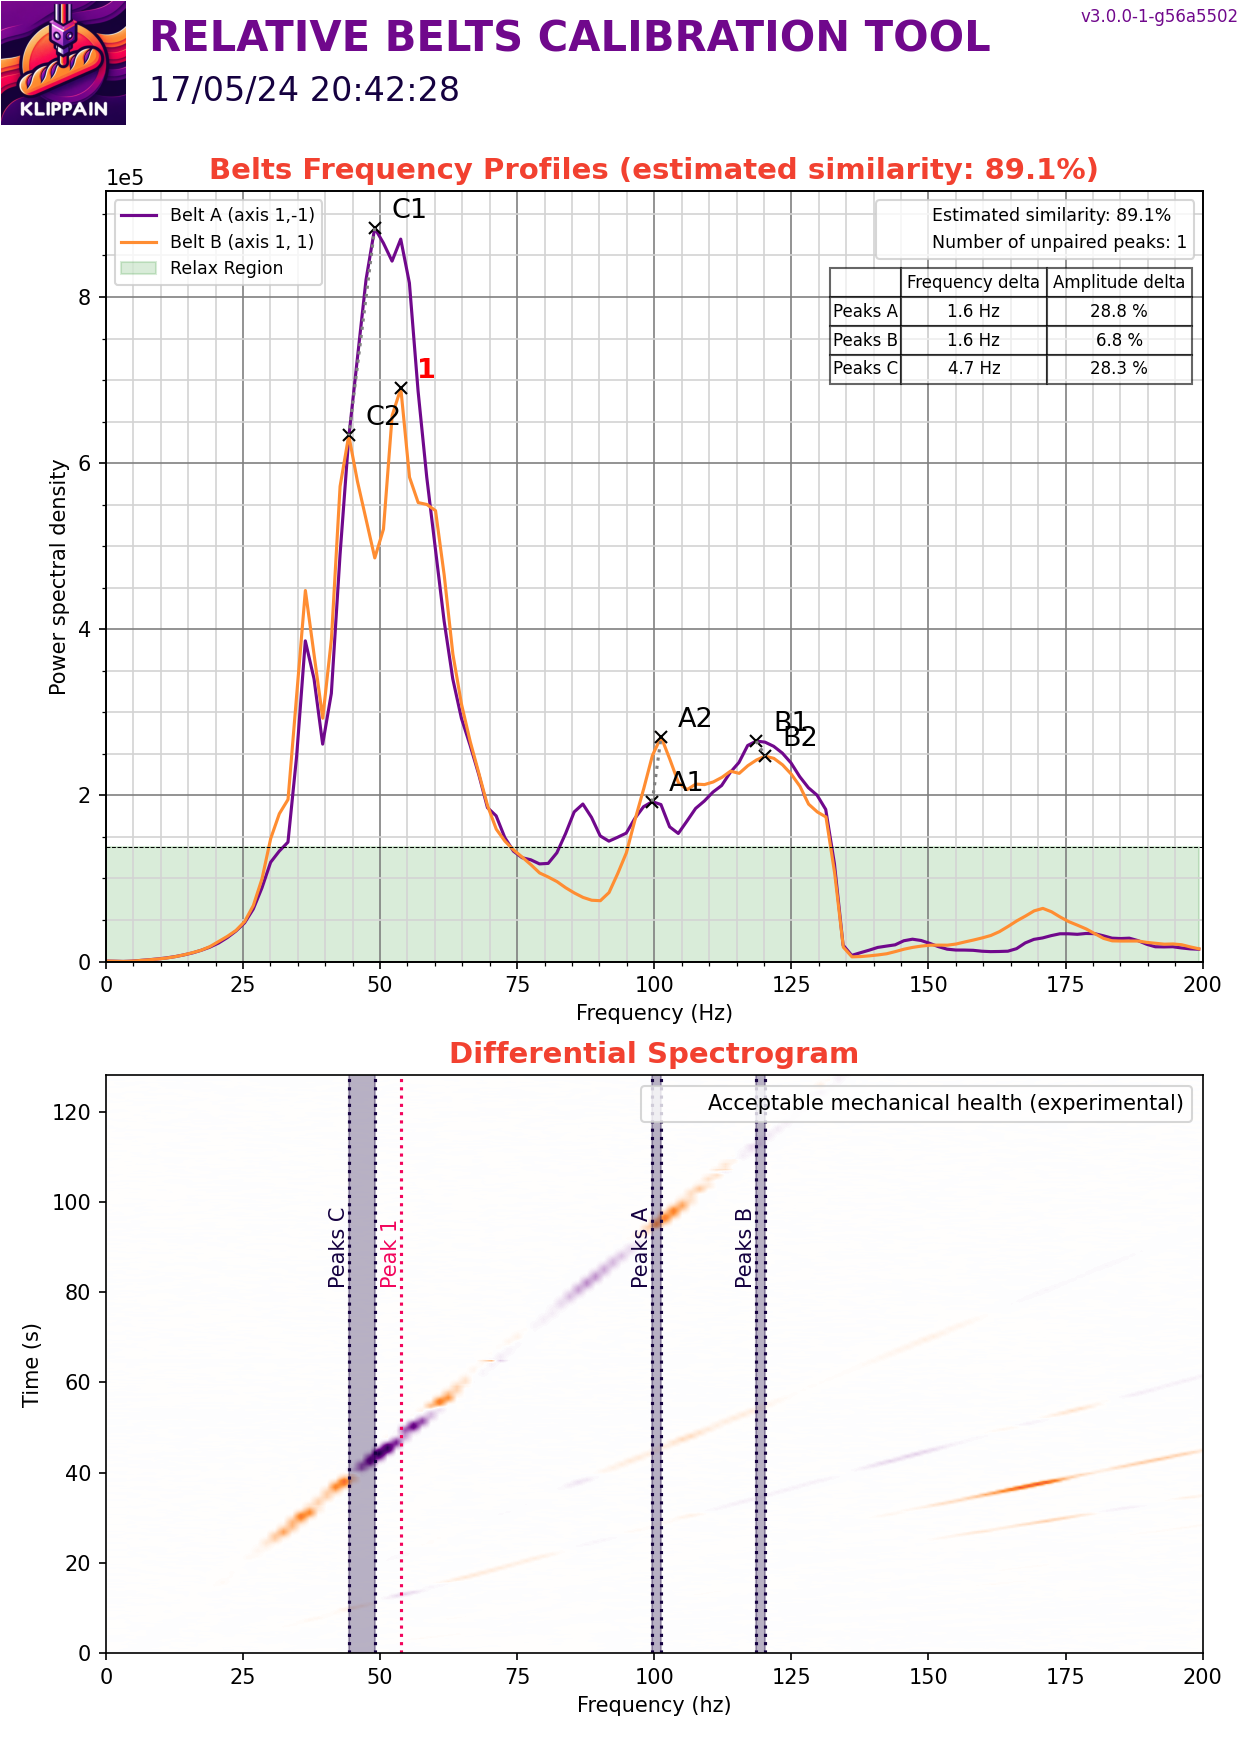 KLIPPAIN
RELATIVE BELTS CALIBRATION TOOL
v3.0.0-1-g56a5502
17/05/24 20:42:28
Belts Frequency Profiles (estimated similarity: 89.1%)
1e5
Belt A (axis 1,-1)
Belt B (axis 1, 1)
Relax Region
Estimated similarity: 89.1%
Number of unpaired peaks: 1
Frequency delta Amplitude delta
Peaks A 1.6 Hz 28.8 %
Peaks B 1.6 Hz 6.8 %
Peaks C 4.7 Hz 28.3 %
C1
1
C2
A2
B1
B2
A1
Power spectral density
8
6
4
2
0
0 25 50 75 100 125 150 175 200
Frequency (Hz)
Differential Spectrogram
Acceptable mechanical health (experimental)
Peaks C
Peak 1
Peaks A
Peaks B
Time (s)
120
100
80
60
40
20
0
0 25 50 75 100 125 150 175 200
Frequency (hz)